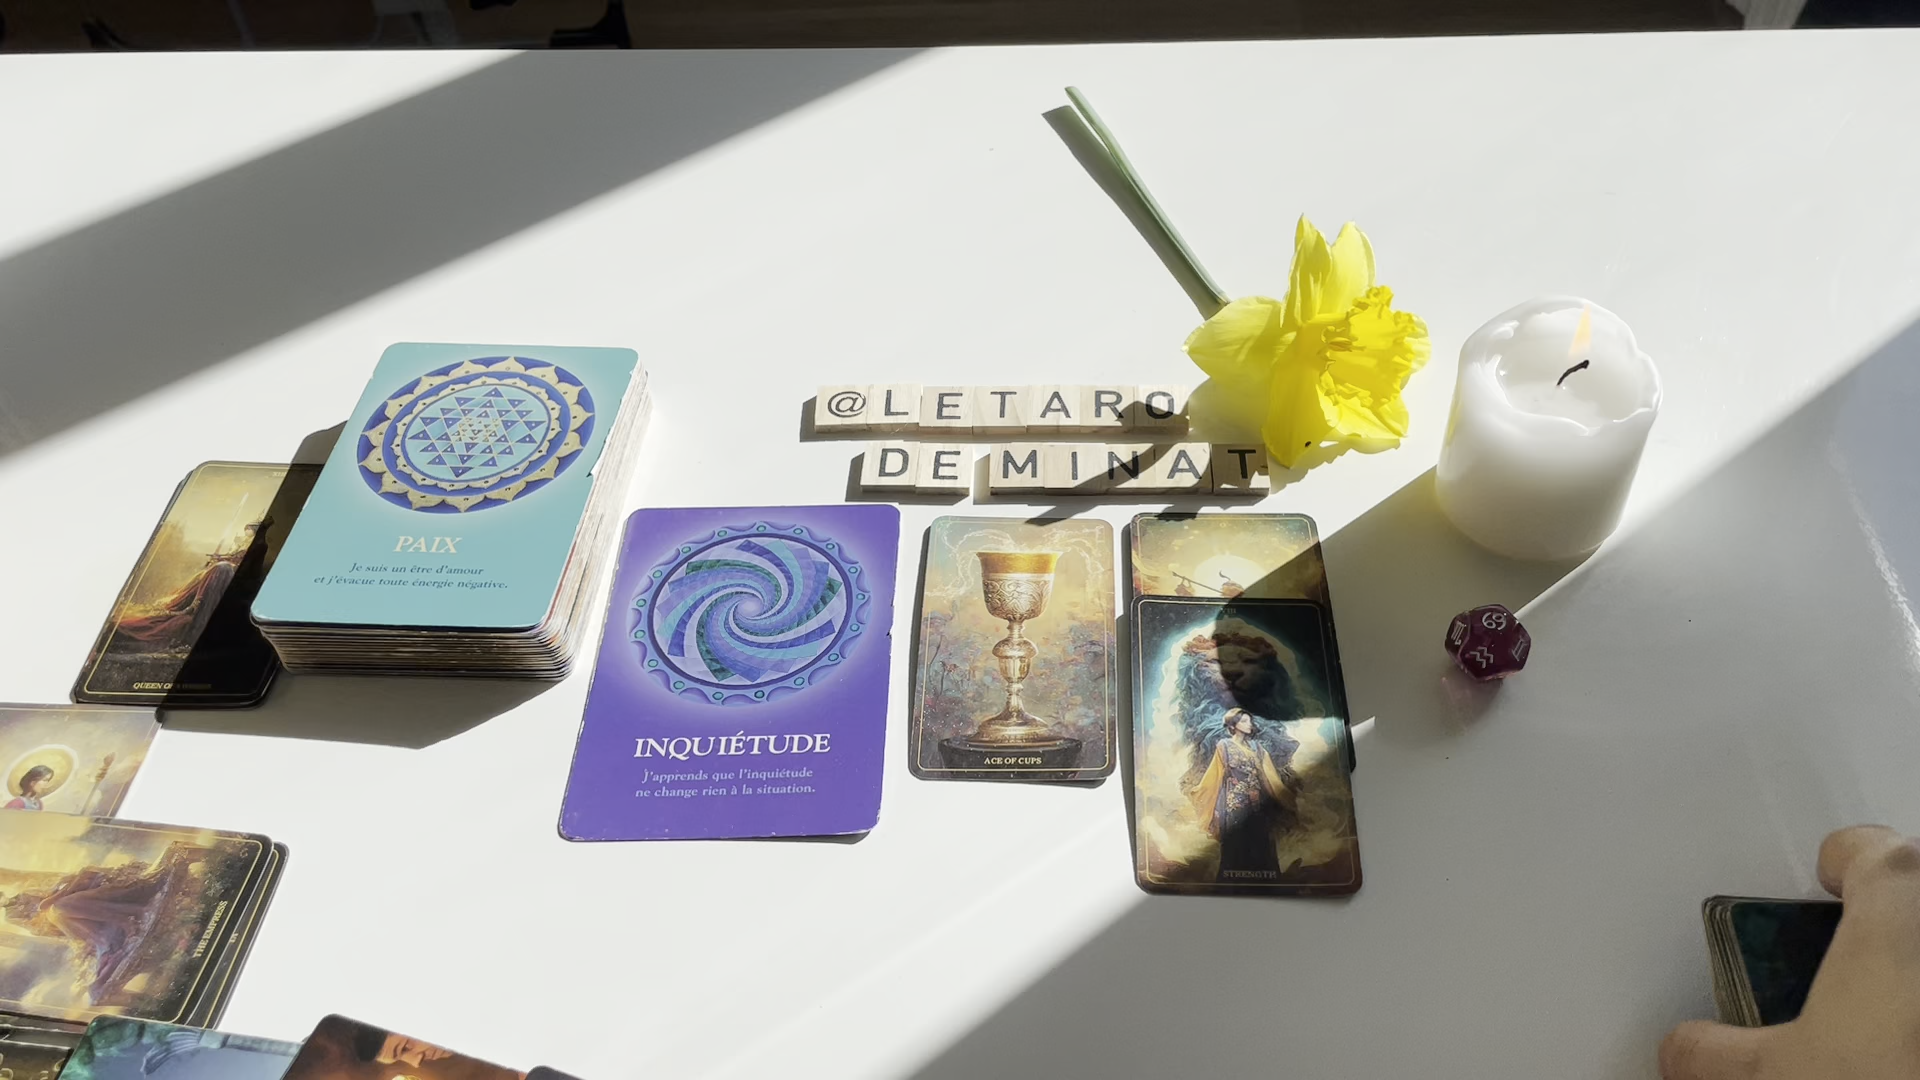 @LETARO
DEMINAT
PAIX
Je suis un être d'amour
et j'évacue toute énergie négative.
INQUIÉTUDE
J'apprends que l'inquiétude
ne change rien à la situation.
ACE OF CUPS
VIII
STRENGTH
QUEEN OF
THE EMPRESS